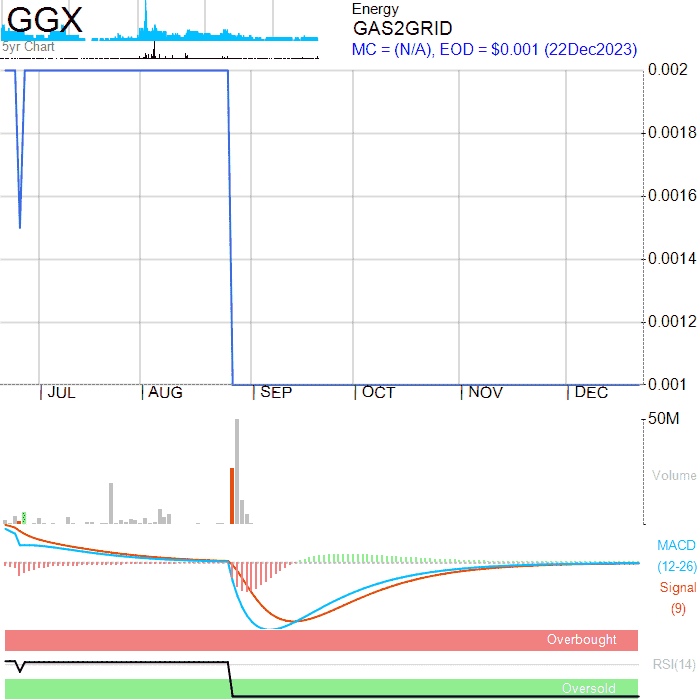 GGX
5yr Chart
Energy
GAS2GRID
MC = (N/A), EOD = $0.001 (22Dec2023)
0.002
0.0018
0.0016
0.0014
0.0012
0.001
JUL AUG SEP OCT NOV DEC
50M
Volume
MACD
(12-26)
Signal
(9)
Overbought
RSI(14)
Oversold